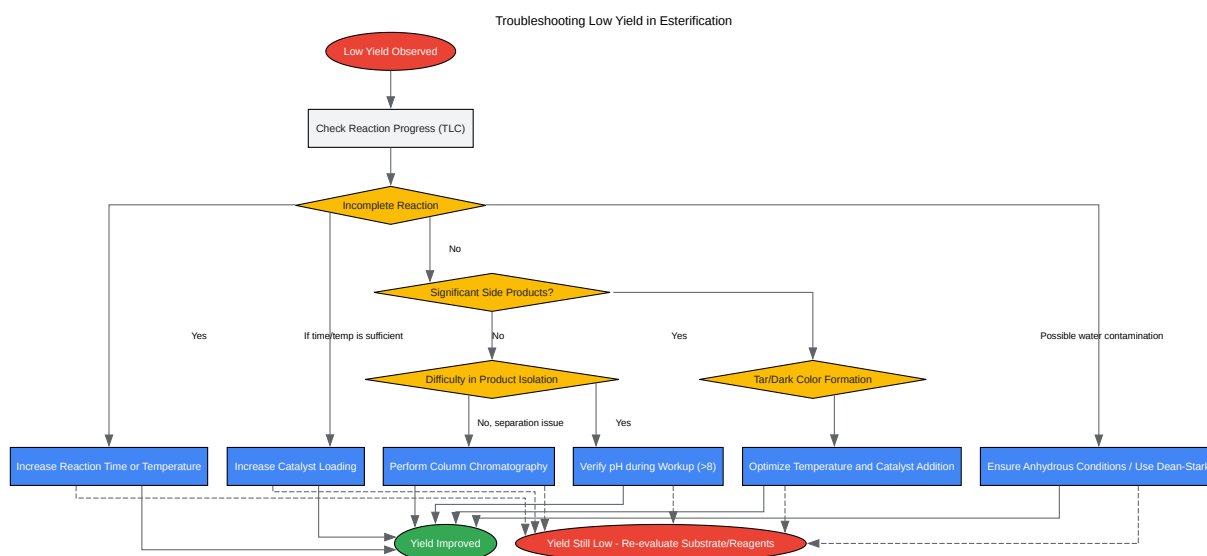 Troubleshooting Low Yield in Esterification
Low Yield Observed
Check Reaction Progress (TLC)
Incomplete Reaction
No
Significant Side Products?
Yes
If time/temp is sufficient
No
Yes
Possible water contamination
Difficulty in Product Isolation
Tar/Dark Color Formation
No, separation issue
Yes
Increase Reaction Time or Temperature
Increase Catalyst Loading
Perform Column Chromatography
Verify pH during Workup (>8)
Optimize Temperature and Catalyst Addition
Ensure Anhydrous Conditions / Use Dean-Stark
Yield Improved
Yield Still Low - Re-evaluate Substrate/Reagents